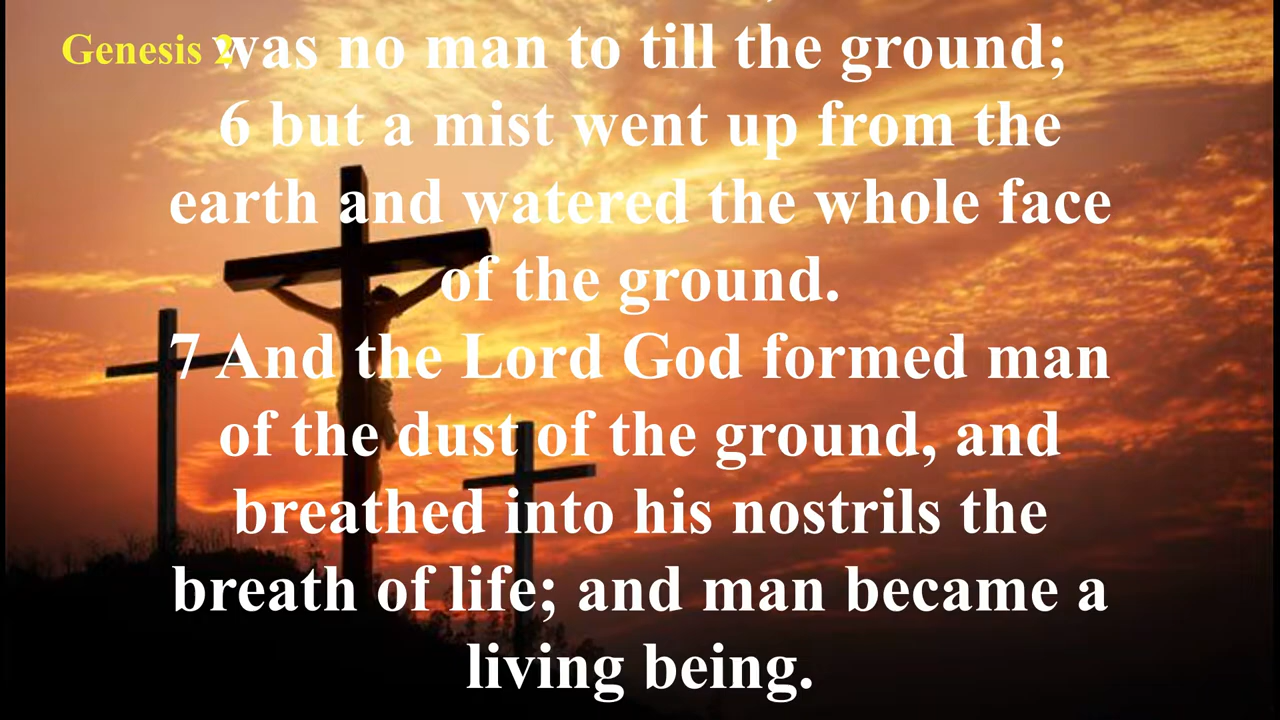 Genesis 2
was no man to till the ground;
6 but a mist went up from the
earth and watered the whole face
of the ground.
7 And the Lord God formed man
of the dust of the ground, and
breathed into his nostrils the
breath of life; and man became a
living being.